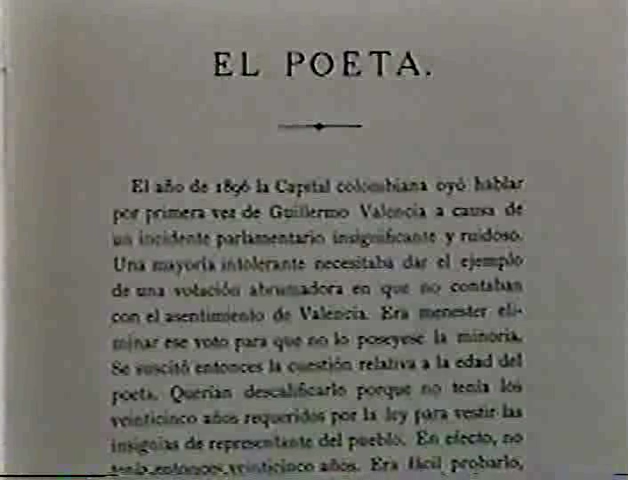 EL POETA.
El año de 1896 la Capital colombiana oyó hablar
por primera vez de Guillermo Valencia a causa de
un incidente parlamentario insignificante y ruidoso.
Una mayoría intolerante necesitaba dar el ejemplo
de una votación abrumadora en que no contaban
con el asentimiento de Valencia. Era menester eli-
minar ese voto para que no lo poseyese la minoría.
Se suscitó entonces la cuestión relativa a la edad del
poeta. Querían descalificarlo porque no tenía los
veinticinco años requeridos por la ley para vestir las
insignias de representante del pueblo. En efecto, no
tenía entonces veinticinco años. Era fácil probarlo,